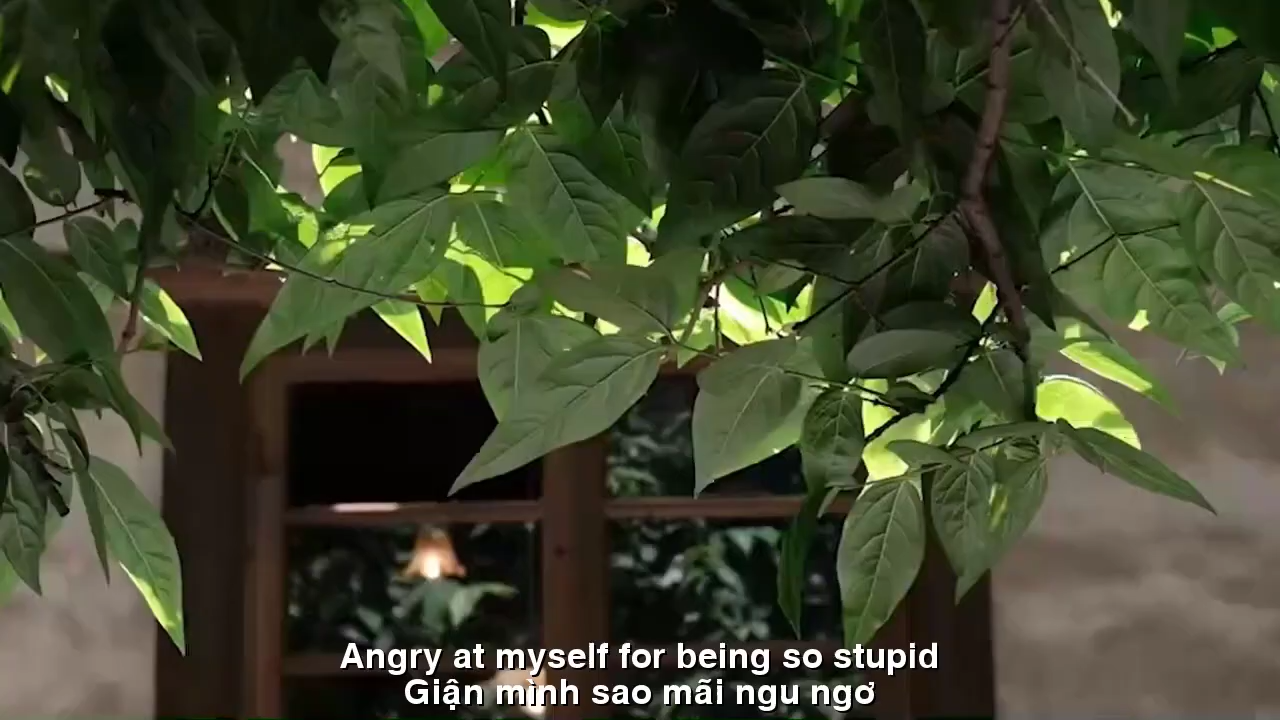 Angry at myself for being so stupid
Giận mình sao mãi ngu ngơ